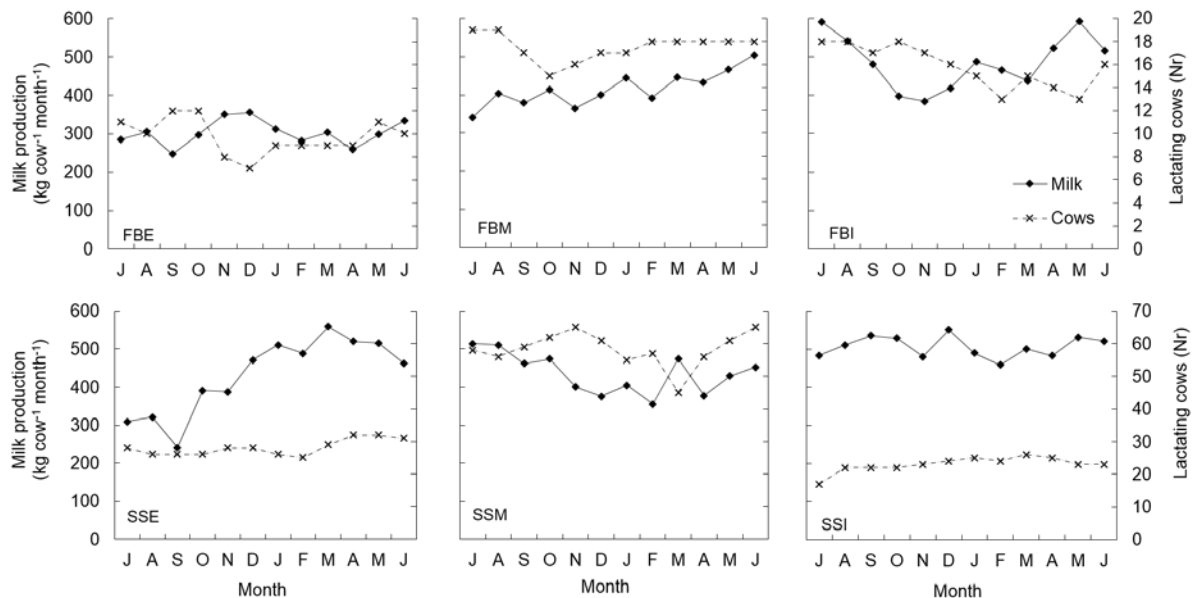 Milk production
(kg cow⁻¹ month⁻¹)
600
500
400
300
200
100
0
FBE
J A S O N D J F M A M J
FBM
J A S O N D J F M A M J
Milk
Cows
FBI
J A S O N D J F M A M J
20
18
16
14
12
10
8
6
4
2
0
Lactating cows (Nr)
Milk production
(kg cow⁻¹ month⁻¹)
600
500
400
300
200
100
0
SSE
J A S O N D J F M A M J
Month
SSM
J A S O N D J F M A M J
Month
SSI
J A S O N D J F M A M J
Month
70
60
50
40
30
20
10
0
Lactating cows (Nr)